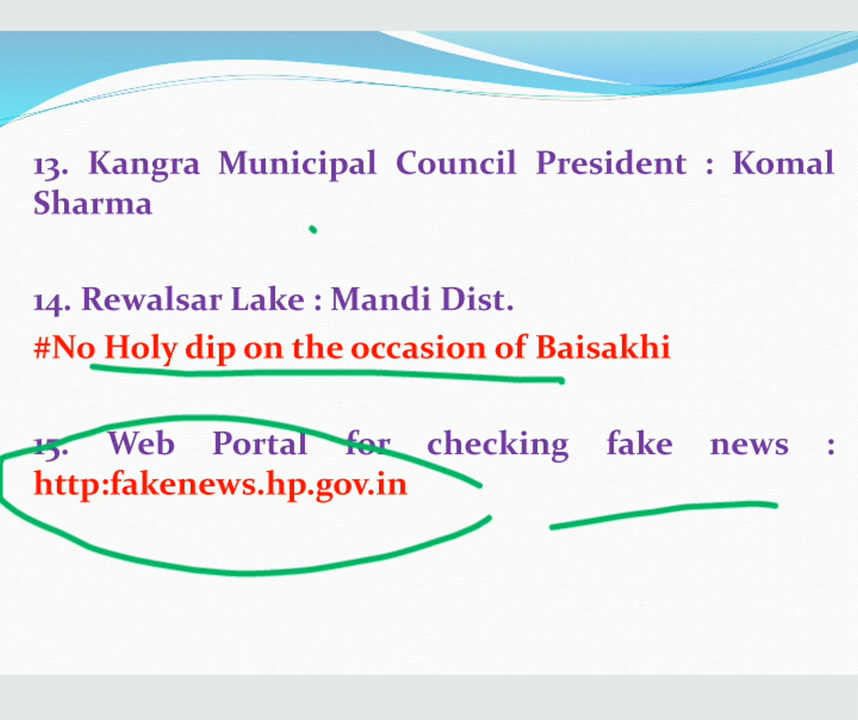 13. Kangra Municipal Council President : Komal
Sharma
14. Rewalsar Lake : Mandi Dist.
#No Holy dip on the occasion of Baisakhi
15. Web Portal for checking fake news :
http:fakenews.hp.gov.in